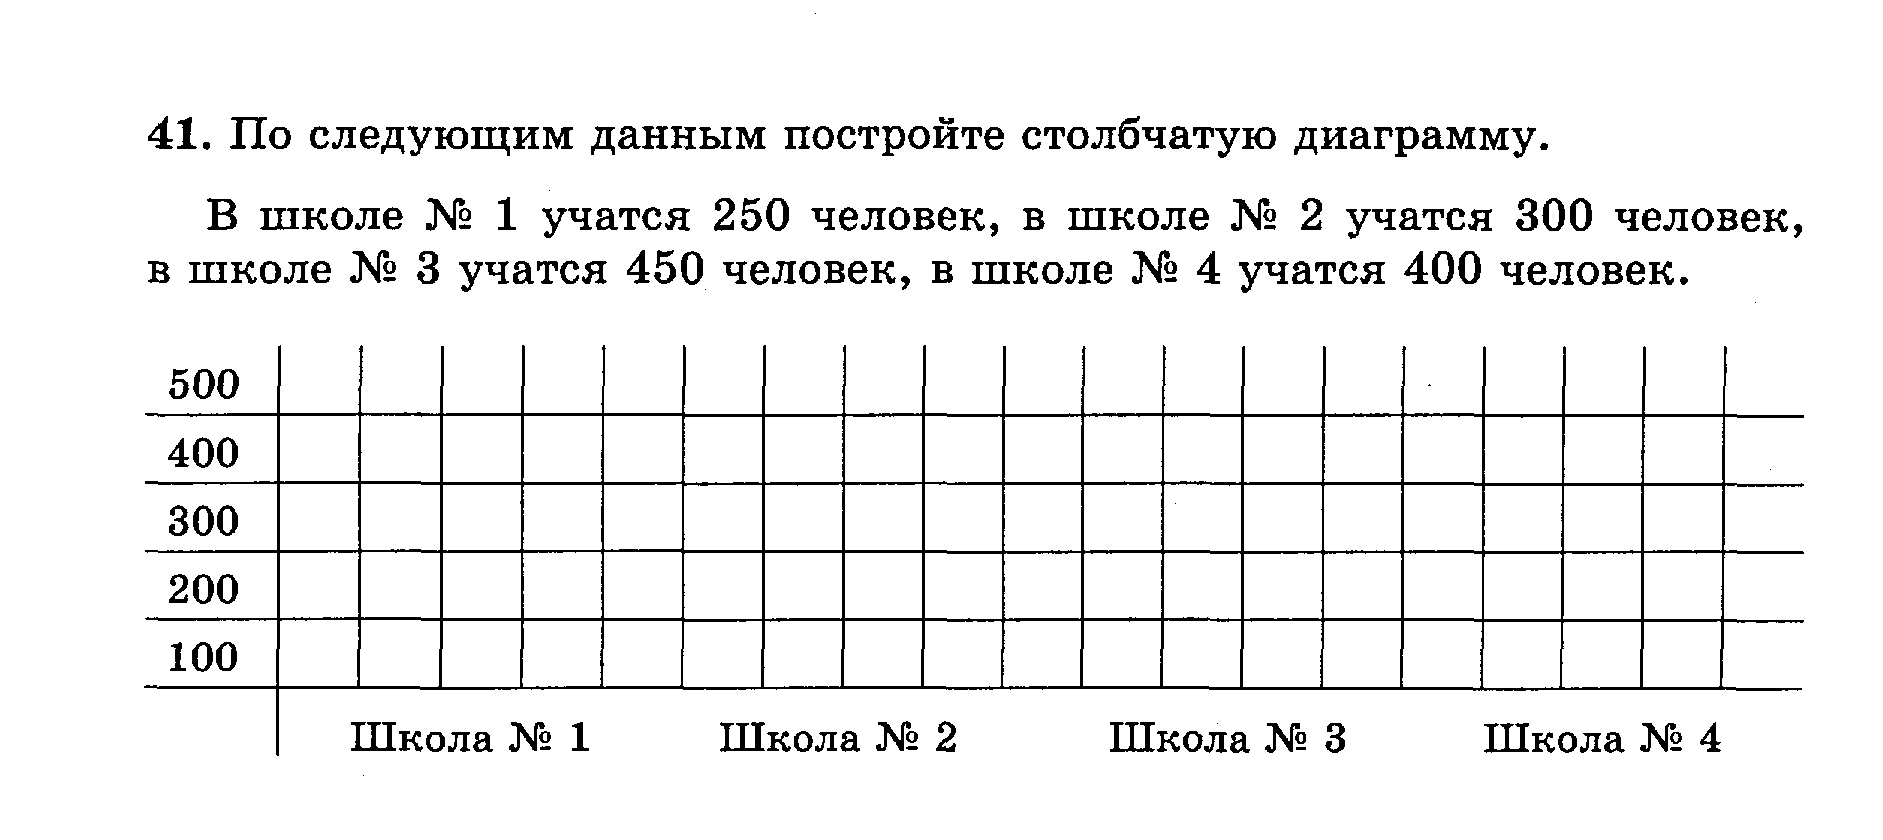 41. По следующим данным постройте столбчатую диаграмму.
В школе № 1 учатся 250 человек, в школе № 2 учатся 300 человек,
в школе № 3 учатся 450 человек, в школе № 4 учатся 400 человек.
500
400
300
200
100
Школа № 1 Школа № 2 Школа № 3 Школа № 4